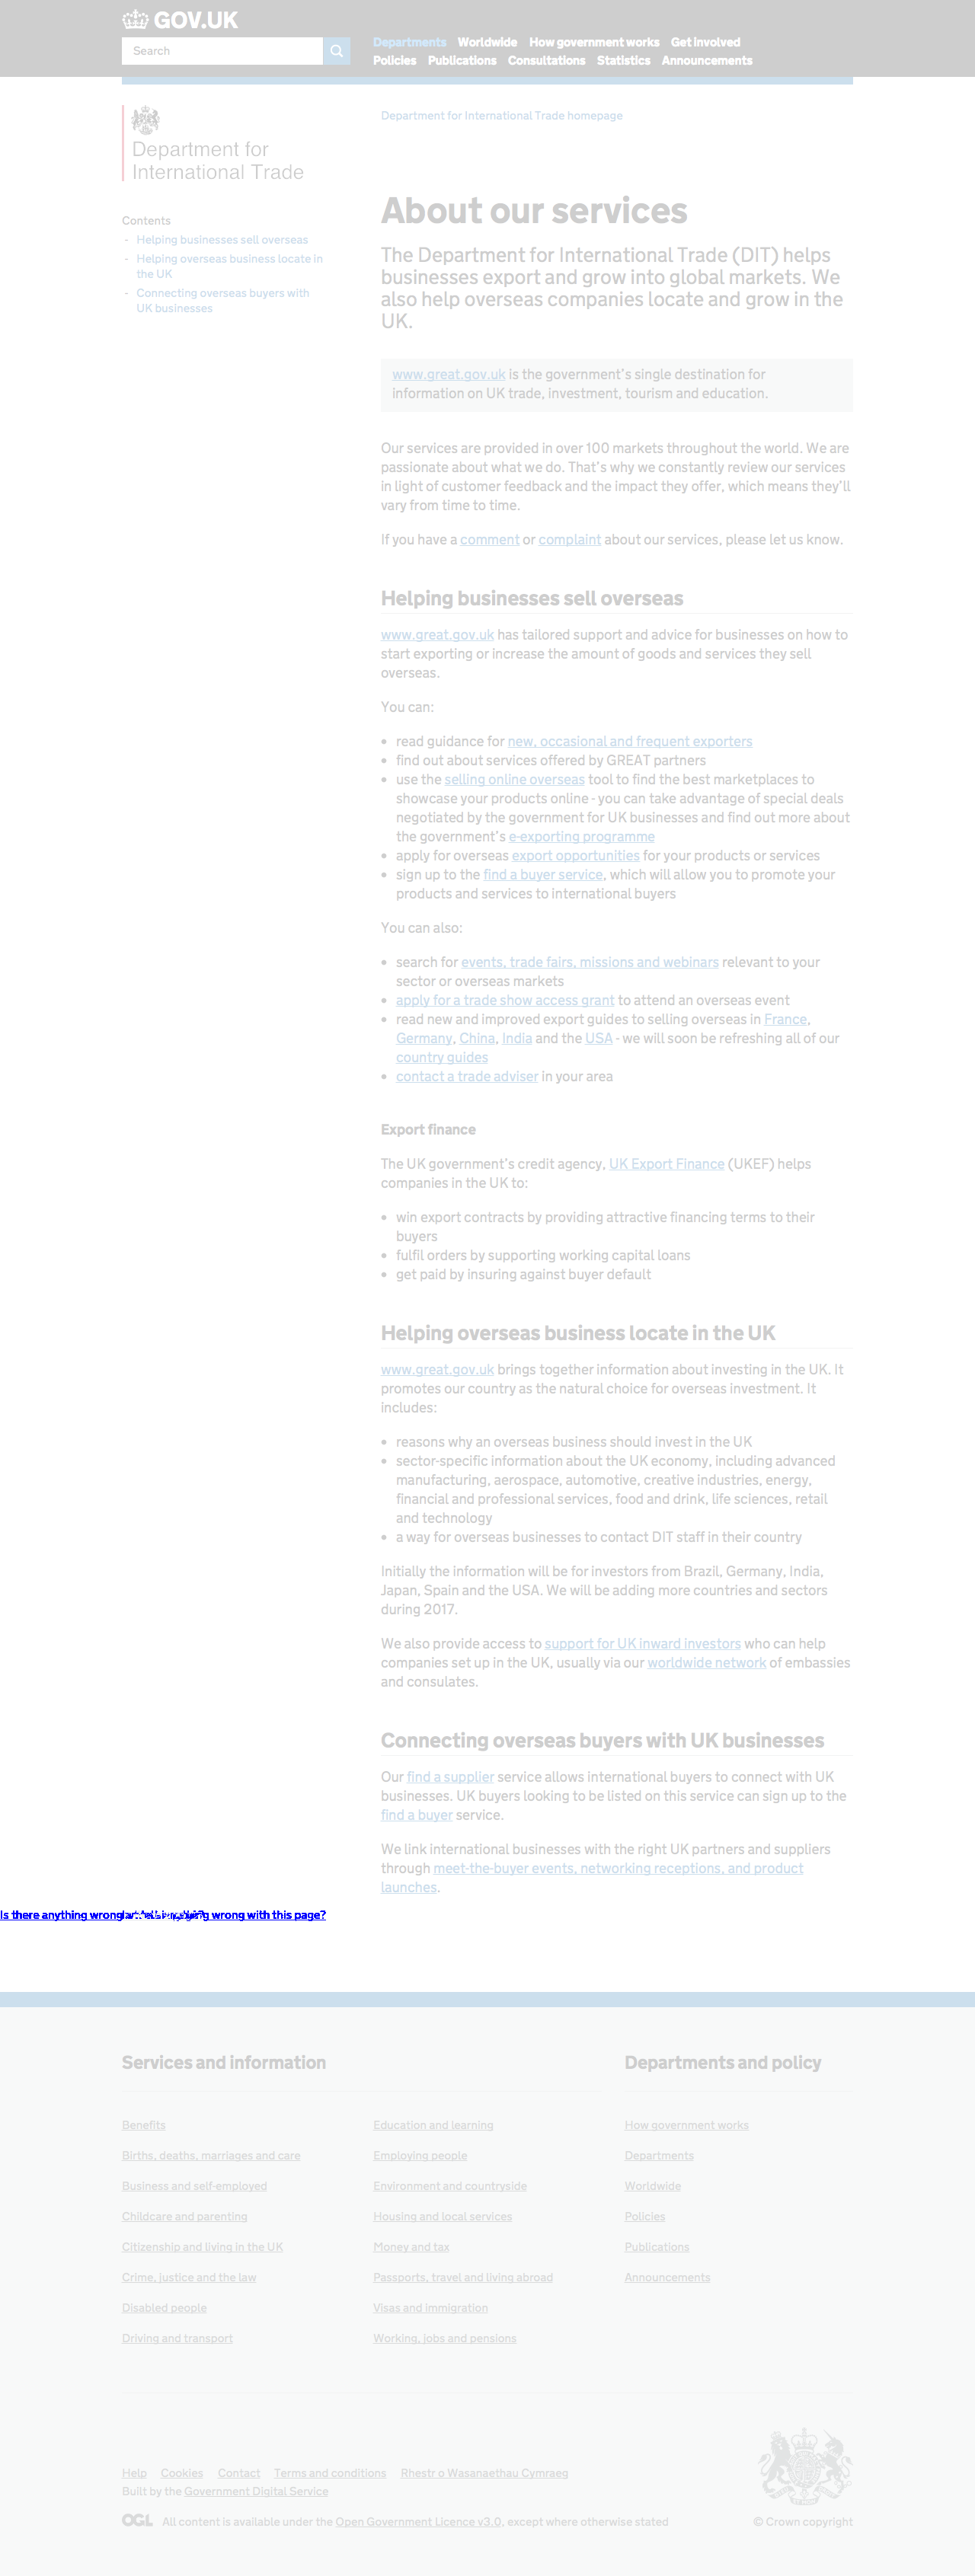 GOV.UK
Search
Departments Worldwide How government works Get involved
Policies Publications Consultations Statistics Announcements
Department for International Trade homepage
Department for
International Trade
Contents
- Helping businesses sell overseas
- Helping overseas business locate in
the UK
- Connecting overseas buyers with
UK businesses
About our services
The Department for International Trade (DIT) helps
businesses export and grow into global markets. We
also help overseas companies locate and grow in the
UK.
www.great.gov.uk is the government's single destination for
information on UK trade, investment, tourism and education.
Our services are provided in over 100 markets throughout the world. We are
passionate about what we do. That's why we constantly review our services
in light of customer feedback and the impact they offer, which means they'll
vary from time to time.
If you have a comment or complaint about our services, please let us know.
Helping businesses sell overseas
www.great.gov.uk has tailored support and advice for businesses on how to
start exporting or increase the amount of goods and services they sell
overseas.
You can:
• read guidance for new, occasional and frequent exporters
• find out about services offered by GREAT partners
• use the selling online overseas tool to find the best marketplaces to
showcase your products online - you can take advantage of special deals
negotiated by the government for UK businesses and find out more about
the government's e-exporting programme
• apply for overseas export opportunities for your products or services
• sign up to the find a buyer service, which will allow you to promote your
products and services to international buyers
You can also:
• search for events, trade fairs, missions and webinars relevant to your
sector or overseas markets
• apply for a trade show access grant to attend an overseas event
• read new and improved export guides to selling overseas in France,
Germany, China, India and the USA - we will soon be refreshing all of our
country guides
• contact a trade adviser in your area
Export finance
The UK government's credit agency, UK Export Finance (UKEF) helps
companies in the UK to:
• win export contracts by providing attractive financing terms to their
buyers
• fulfil orders by supporting working capital loans
• get paid by insuring against buyer default
Helping overseas business locate in the UK
www.great.gov.uk brings together information about investing in the UK. It
promotes our country as the natural choice for overseas investment. It
includes:
• reasons why an overseas business should invest in the UK
• sector-specific information about the UK economy, including advanced
manufacturing, aerospace, automotive, creative industries, energy,
financial and professional services, food and drink, life sciences, retail
and technology
• a way for overseas businesses to contact DIT staff in their country
Initially the information will be for investors from Brazil, Germany, India,
Japan, Spain and the USA. We will be adding more countries and sectors
during 2017.
We also provide access to support for UK inward investors who can help
companies set up in the UK, usually via our worldwide network of embassies
and consulates.
Connecting overseas buyers with UK businesses
Our find a supplier service allows international buyers to connect with UK
businesses. UK buyers looking to be listed on this service can sign up to the
find a buyer service.
We link international businesses with the right UK partners and suppliers
through meet-the-buyer events, networking receptions, and product
launches.
Is there anything wrong wrong with this page?
Services and information
Departments and policy
Benefits
Births, deaths, marriages and care
Business and self-employed
Childcare and parenting
Citizenship and living in the UK
Crime, justice and the law
Disabled people
Driving and transport
Education and learning
Employing people
Environment and countryside
Housing and local services
Money and tax
Passports, travel and living abroad
Visas and immigration
Working, jobs and pensions
How government works
Departments
Worldwide
Policies
Publications
Announcements
Help Cookies Contact Terms and conditions Rhestr o Wasanaethau Cymraeg
Built by the Government Digital Service
OGL All content is available under the Open Government Licence v3.0, except where otherwise stated
© Crown copyright